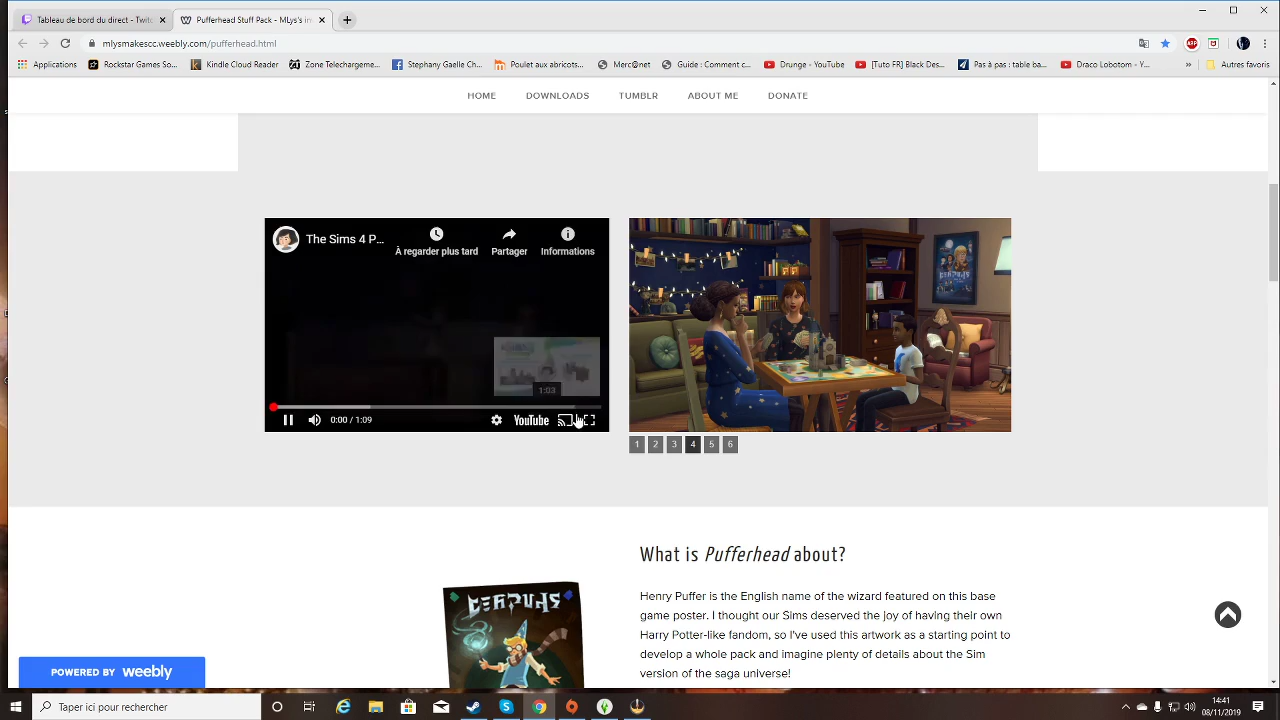 Tableau de bord du direct - Twitc
Pufferhead Stuff Pack - MLys's in
mlysmakescc.weebly.com/pufferhead.html
Applications
Rockstar Games So...
Kindle Cloud Reader
Zone Telechargeme...
Stephany Gaelle Ch...
Poulet aux abricots...
Merc@net
Guide : Comment c...
Drunge - YouTube
[Tuto FR] Black Des...
Pas à pas : table ba...
Draco Lobotom - Y...
»
Autres favoris
HOME
DOWNLOADS
TUMBLR
ABOUT ME
DONATE
The Sims 4 P...
À regarder plus tard
Partager
Informations
1:03
0:00 / 1:09
YouTube
1 2 3 4 5 6
What is Pufferhead about?
Henry Puffer is the English name of the wizard featured on this base
game poster. I thought our Sims deserved the joy of having their own
Harry Potter-like fandom, so I've used this artwork as a starting point to
develop a whole pack and imagine plenty of details about the Sim
version of the saga universe!
POWERED BY weebly
Taper ici pour rechercher
14:41
08/11/2019